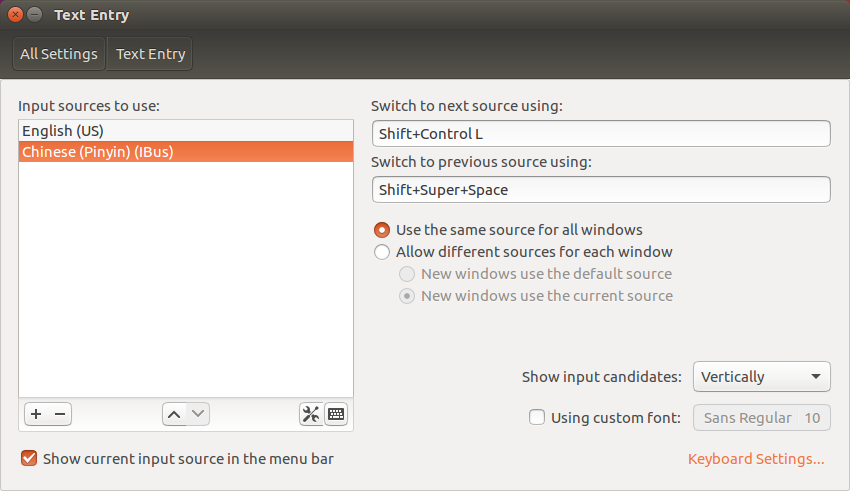 Text Entry
All Settings Text Entry
Input sources to use:
English (US)
Chinese (Pinyin) (IBus)
Switch to next source using:
Shift+Control L
Switch to previous source using:
Shift+Super+Space
Use the same source for all windows
Allow different sources for each window
New windows use the default source
New windows use the current source
Show input candidates: Vertically
Using custom font: Sans Regular 10
Show current input source in the menu bar
Keyboard Settings...